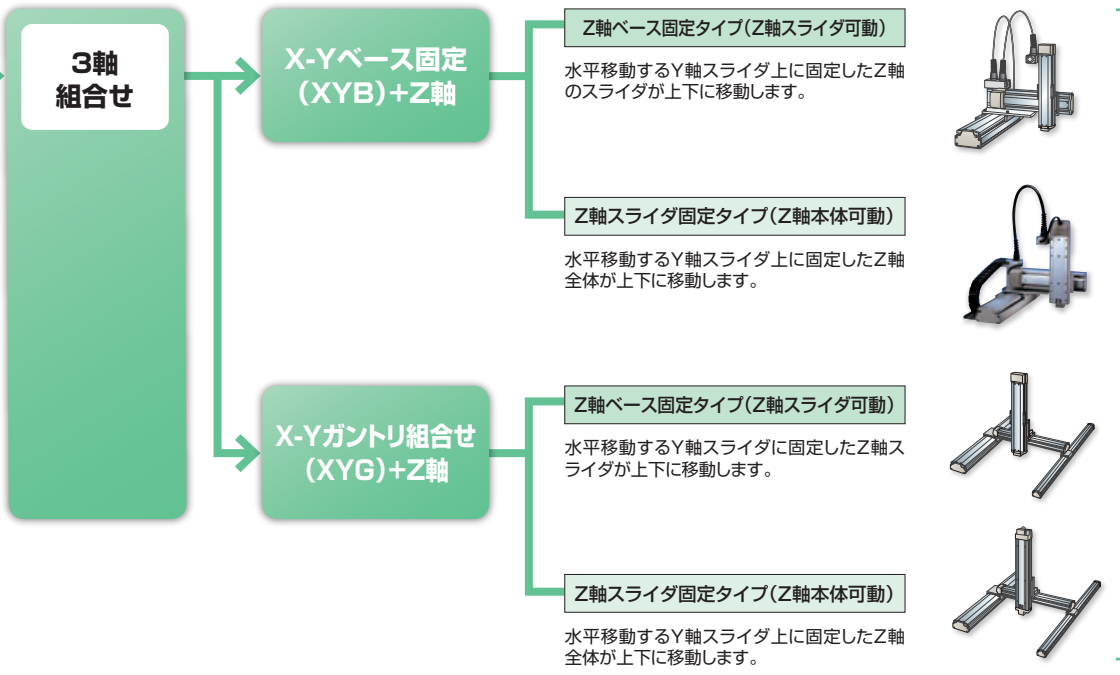 3軸
組合せ
X-Yベース固定
(XYB)+Z軸
Z軸ベース固定タイプ(Z軸スライダ可動)
水平移動するY軸スライダ上に固定したZ軸
のスライダが上下に移動します。
Z軸スライダ固定タイプ(Z軸本体可動)
水平移動するY軸スライダ上に固定したZ軸
全体が上下に移動します。
X-Yガントリ組合せ
(XYG)+Z軸
Z軸ベース固定タイプ(Z軸スライダ可動)
水平移動するY軸スライダに固定したZ軸ス
ライダが上下に移動します。
Z軸スライダ固定タイプ(Z軸本体可動)
水平移動するY軸スライダ上に固定したZ軸
全体が上下に移動します。